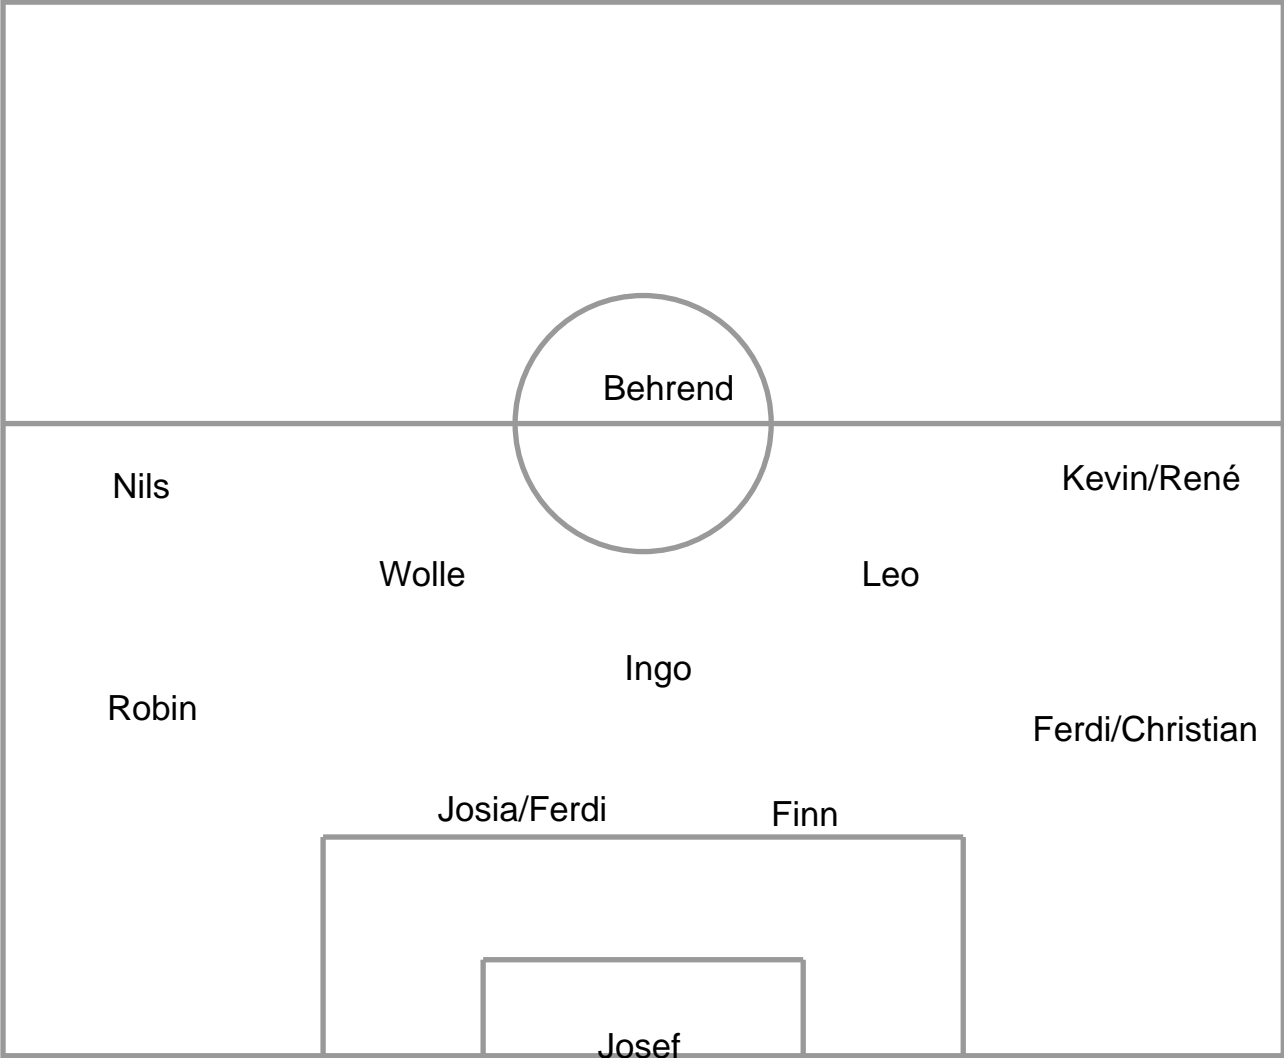 Behrend
Nils
Kevin/René
Wolle
Leo
Ingo
Robin
Ferdi/Christian
Josia/Ferdi
Finn
Josef